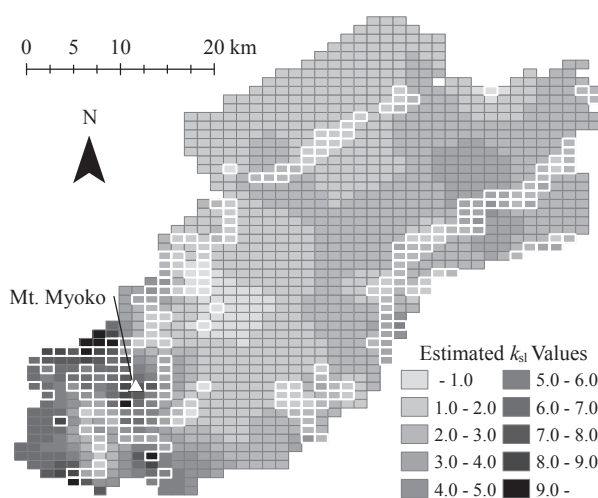 0 5 10 20 km
N
Mt. Myoko
Estimated ksl Values
- 1.0
1.0 - 2.0
2.0 - 3.0
3.0 - 4.0
4.0 - 5.0
5.0 - 6.0
6.0 - 7.0
7.0 - 8.0
8.0 - 9.0
9.0 -